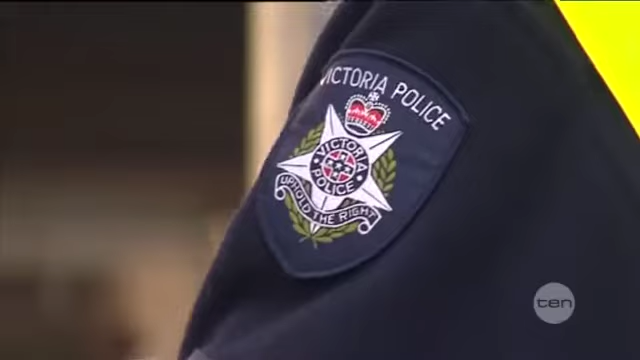 VICTORIA POLICE
VICTORIA
POLICE
UPHOLD THE RIGHT
ten